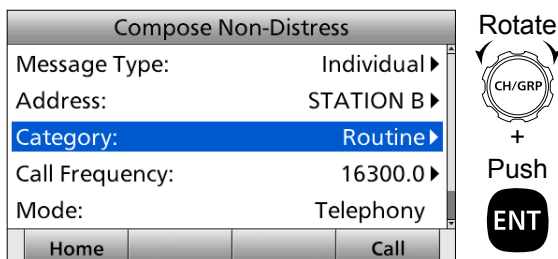 Compose Non-Distress
Message Type: Individual
Address: STATION B
Category: Routine
Call Frequency: 16300.0
Mode: Telephony
Home Call
Rotate
CH/GRP
+
Push
ENT